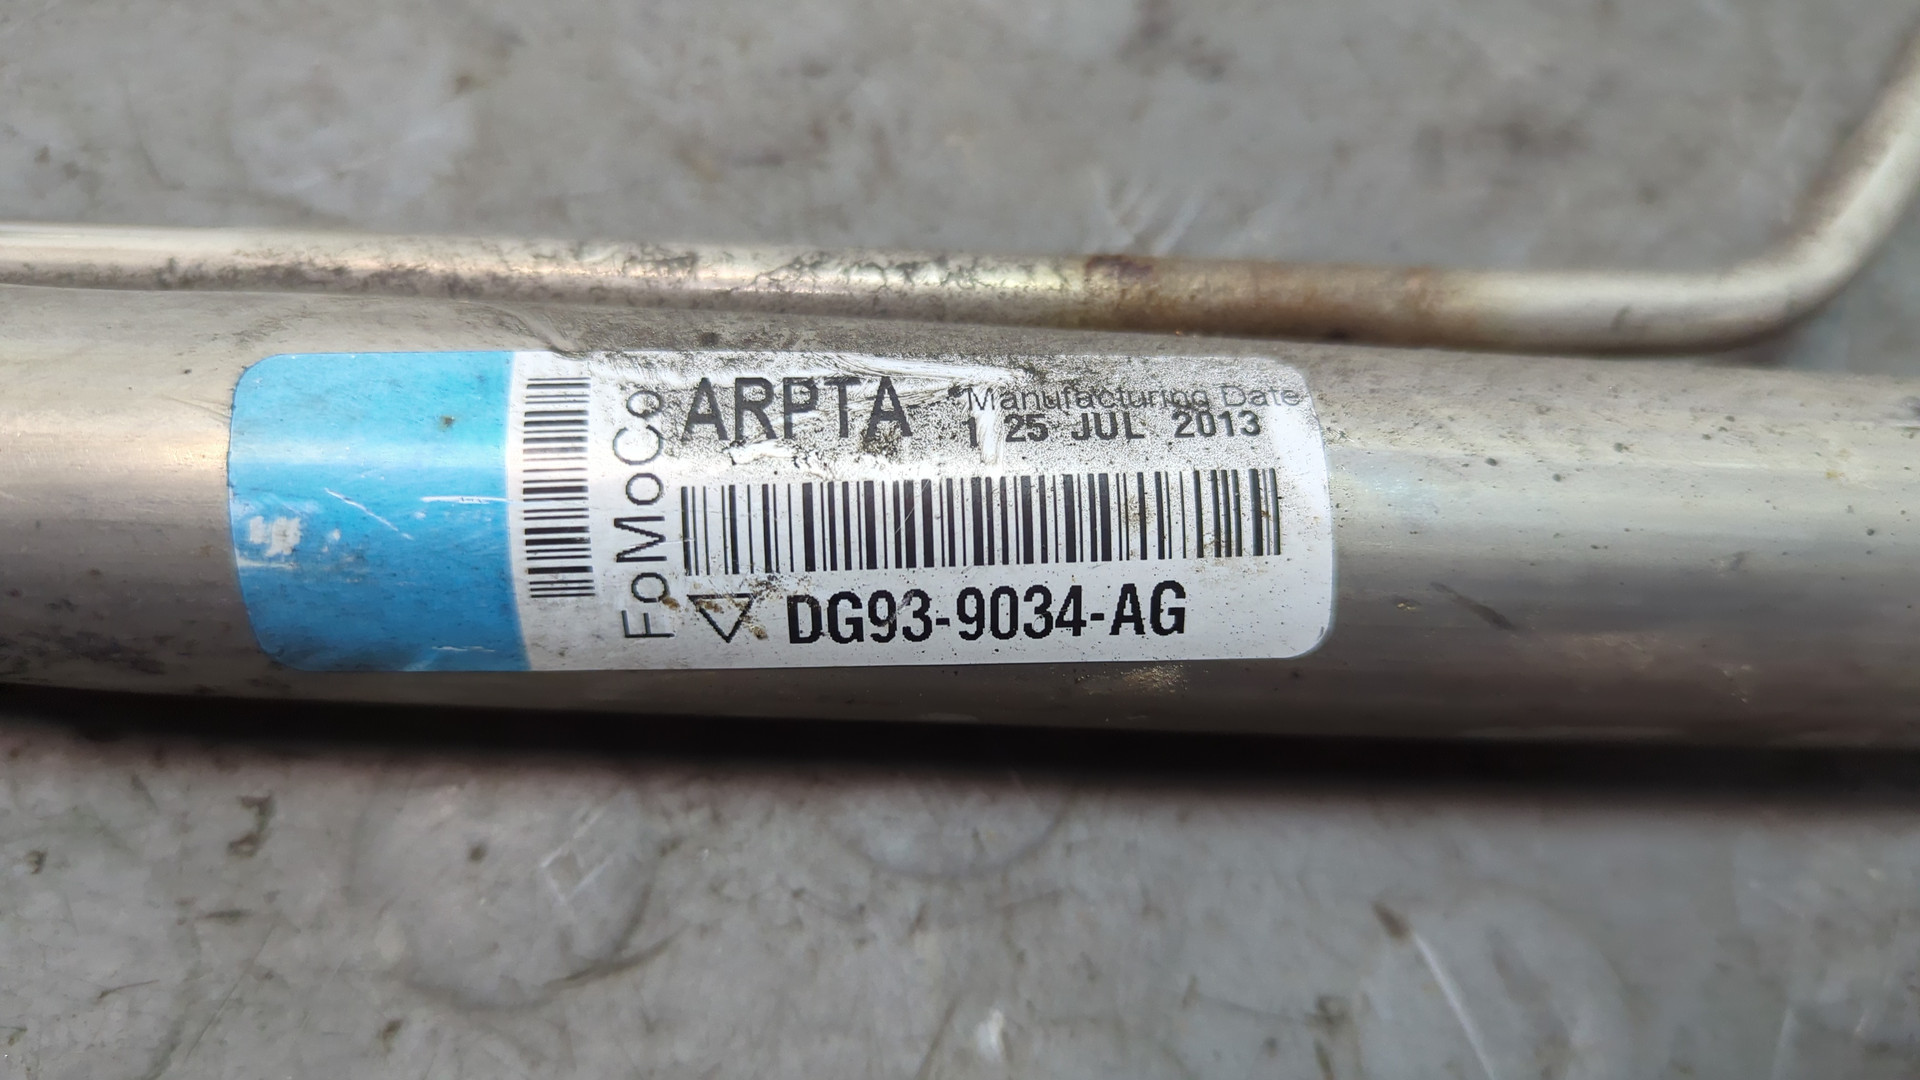 FoMoCo
ARPTA
Manufacturing Date
1 25 JUL 2013
DG93-9034-AG